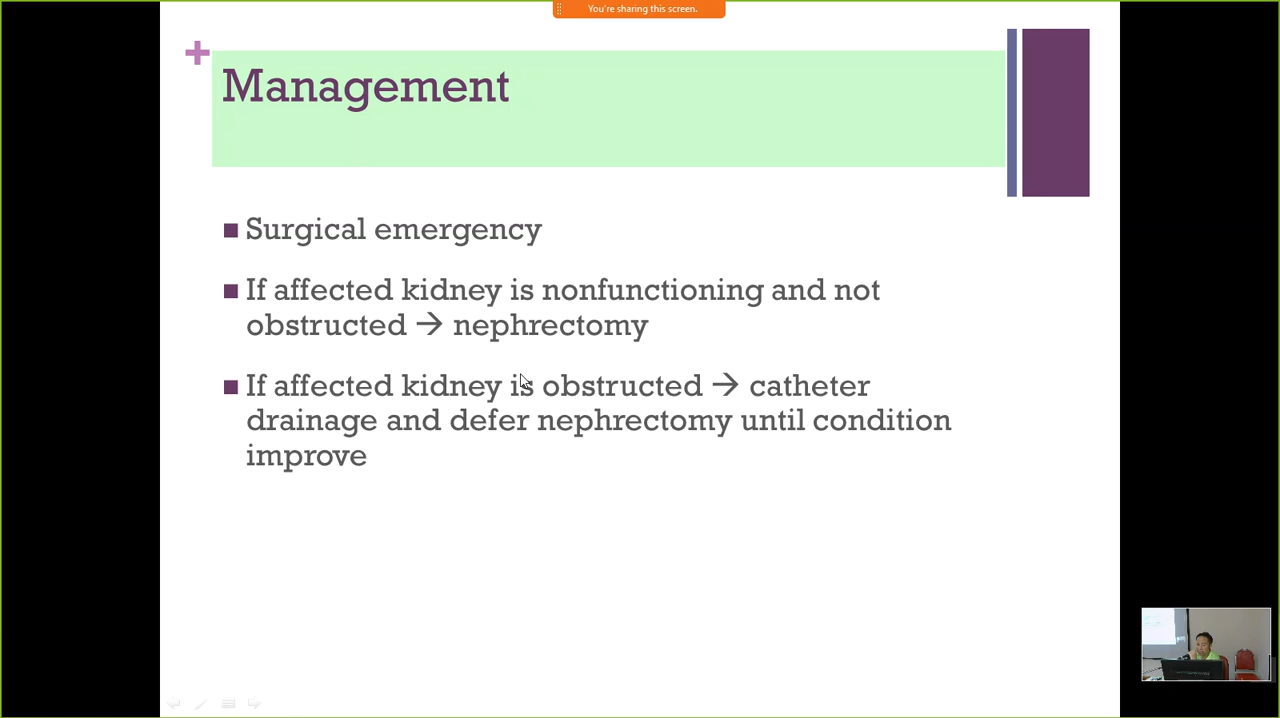 You're sharing this screen.
+
Management
■ Surgical emergency
■ If affected kidney is nonfunctioning and not
obstructed → nephrectomy
■ If affected kidney is obstructed → catheter
drainage and defer nephrectomy until condition
improve